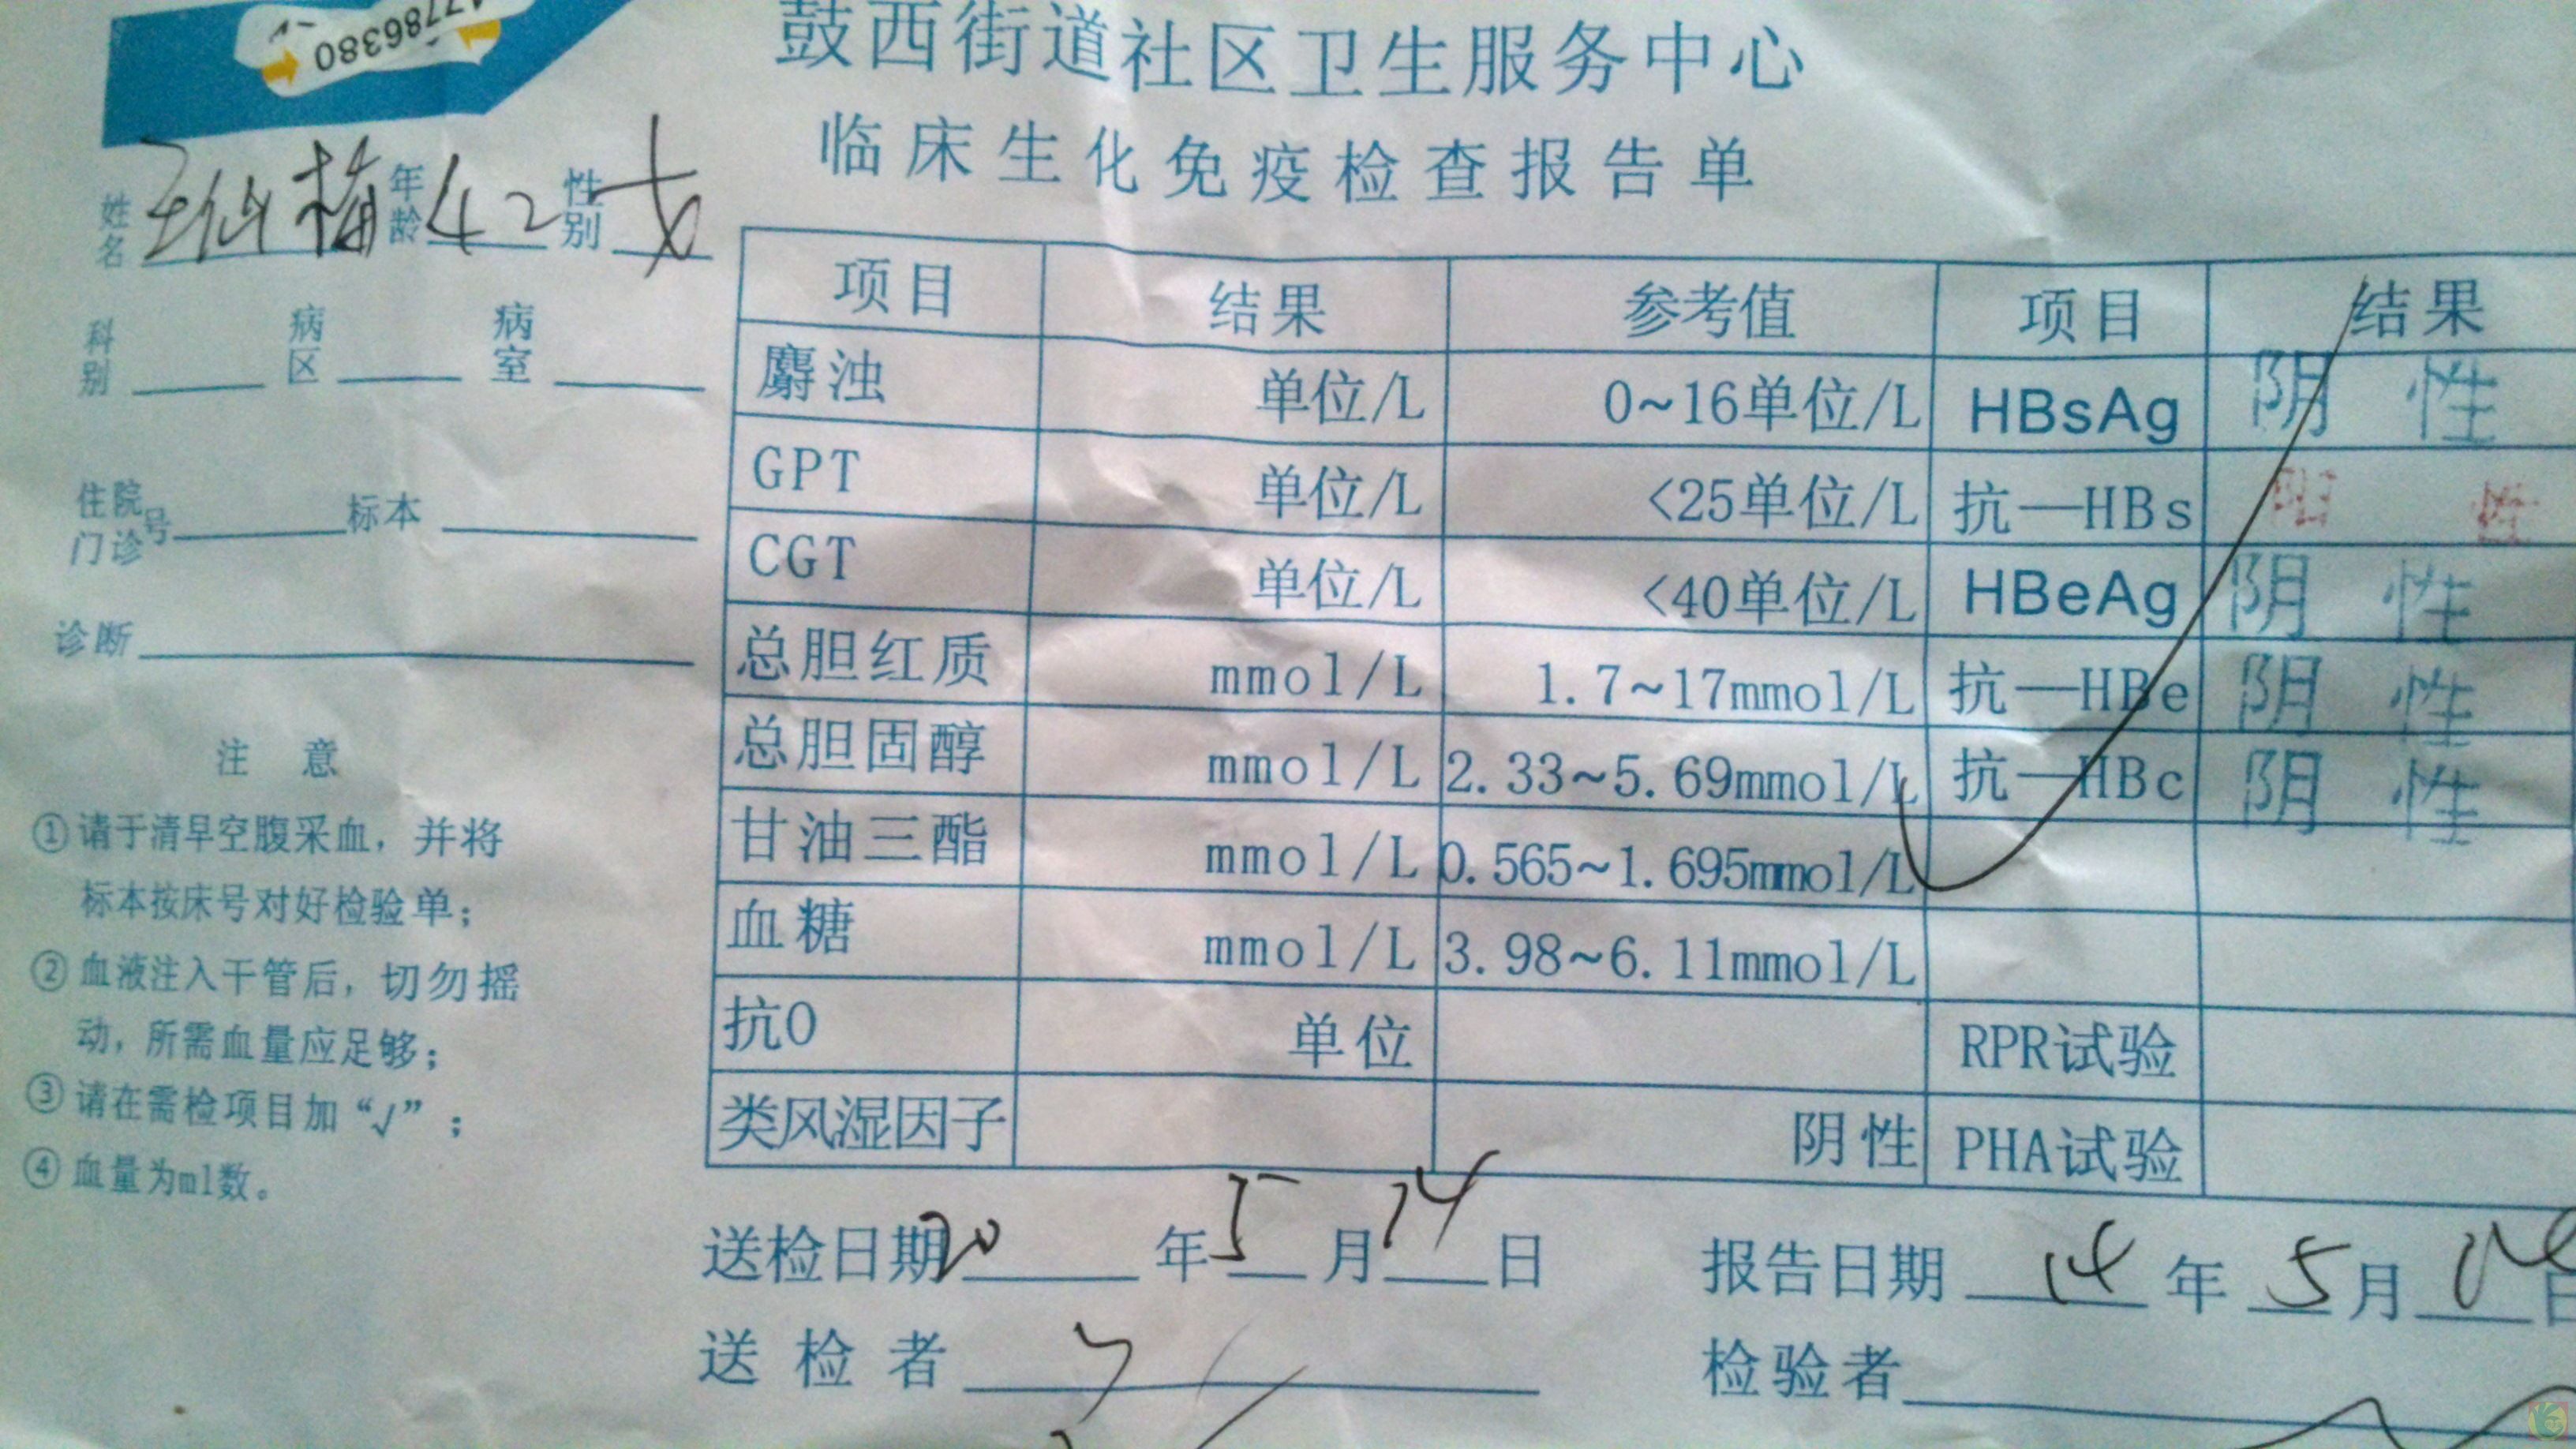 17786380
鼓西街道社区卫生服务中心
临床生化免疫检查报告单
姓名 仙梅 年龄 42 性别 女
科别 病区 病室
住院门诊号 标本
诊断
注 意
①请于清早空腹采血，并将
标本按床号对好检验单；
②血液注入干管后，切勿摇
动，所需血量应足够；
③请在需检项目加“√”；
④血量为ml数。
项目 结果 参考值 项目 结果
麝浊 单位/L 0~16单位/L HBsAg 阴性
GPT 单位/L <25单位/L 抗—HBs 阳性
CGT 单位/L <40单位/L HBeAg 阴性
总胆红质 mmol/L 1.7~17mmol/L 抗—HBe 阴性
总胆固醇 mmol/L 2.33~5.69mmol/L 抗—HBc 阴性
甘油三酯 mmol/L 0.565~1.695mmol/L
血糖 mmol/L 3.98~6.11mmol/L
抗O 单位 RPR试验
类风湿因子 阴性 PHA试验
送检日期 20 年 5 月 14 日 报告日期 14 年 5 月 日
送检者 检验者